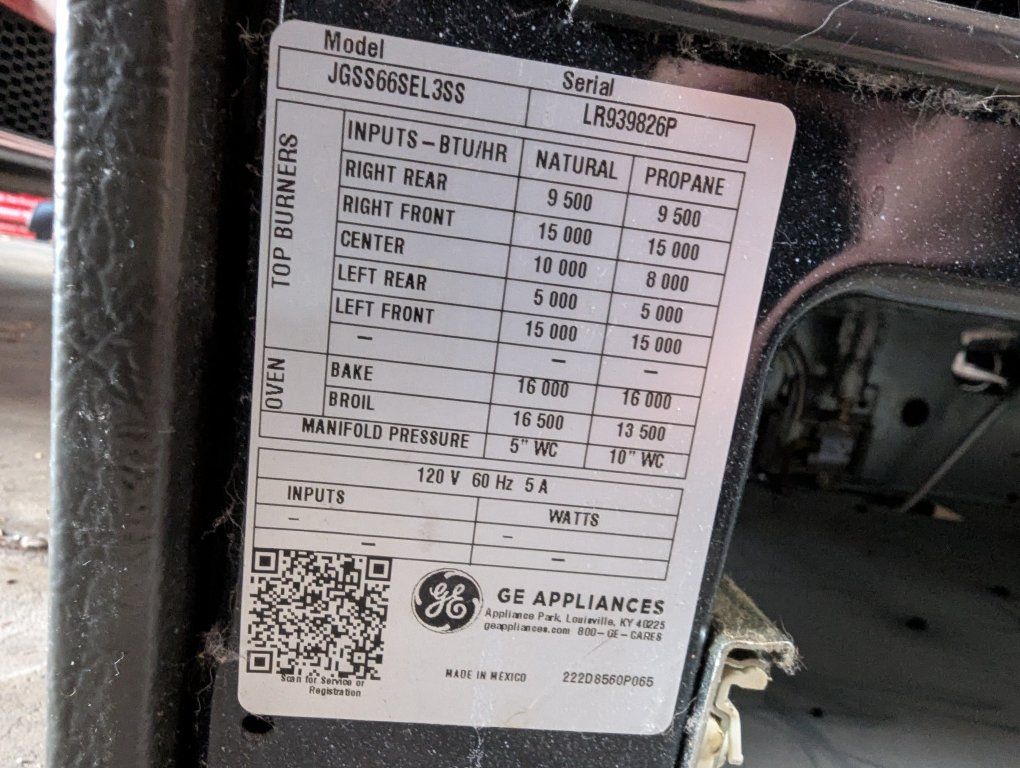 Model Serial
JGSS66SEL3SS LR939826P
TOP BURNERS
INPUTS-BTU/HR NATURAL PROPANE
RIGHT REAR 9 500 9 500
RIGHT FRONT 15 000 15 000
CENTER 10 000 8 000
LEFT REAR 5 000 5 000
LEFT FRONT 15 000 15 000
– – –
OVEN
BAKE 16 000 16 000
BROIL 16 500 13 500
MANIFOLD PRESSURE 5" WC 10" WC
120 V 60 Hz 5 A
INPUTS WATTS
– –
– –
GE
GE APPLIANCES
Appliance Park, Louisville, KY 40225
geappliances.com 800-GE-CARES
Scan for Service or
Registration
MADE IN MEXICO 222D8560P065